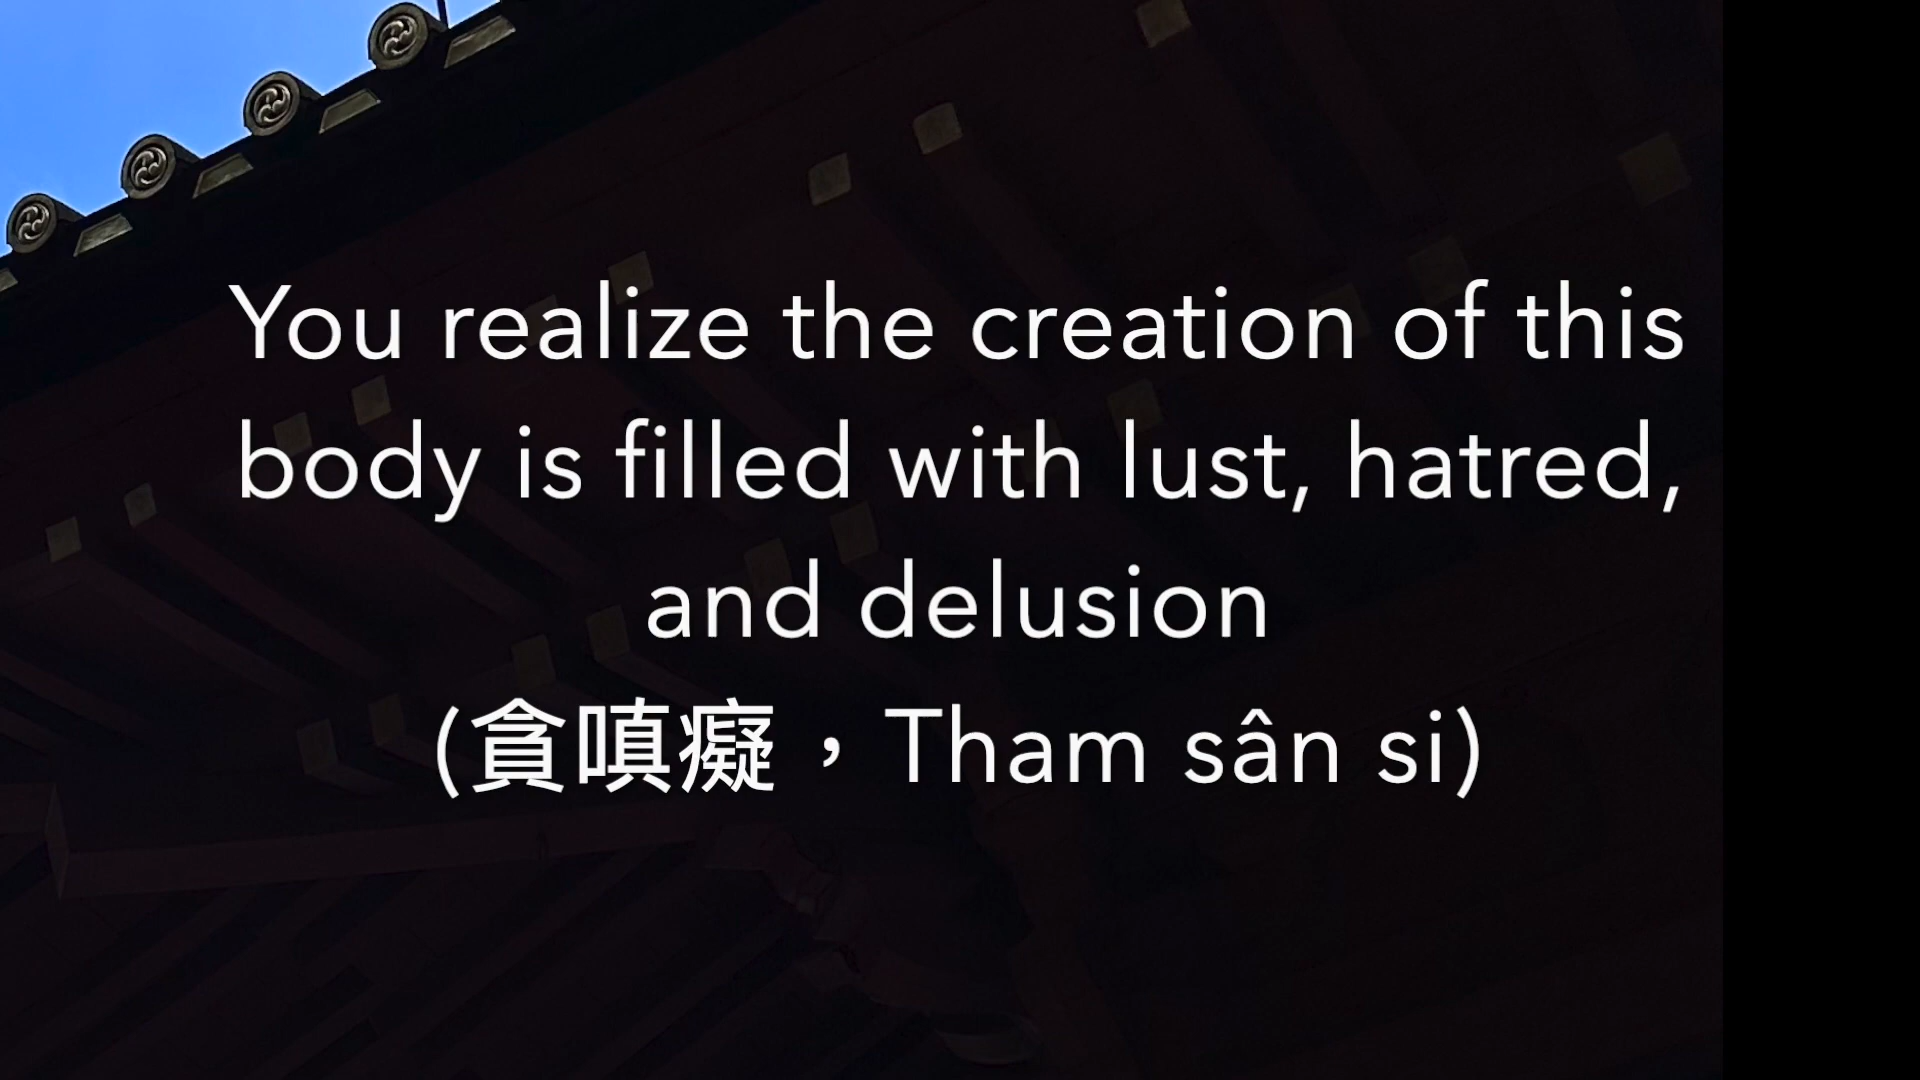 You realize the creation of this
body is filled with lust, hatred,
and delusion
(貪嗔癡，Tham sân si)